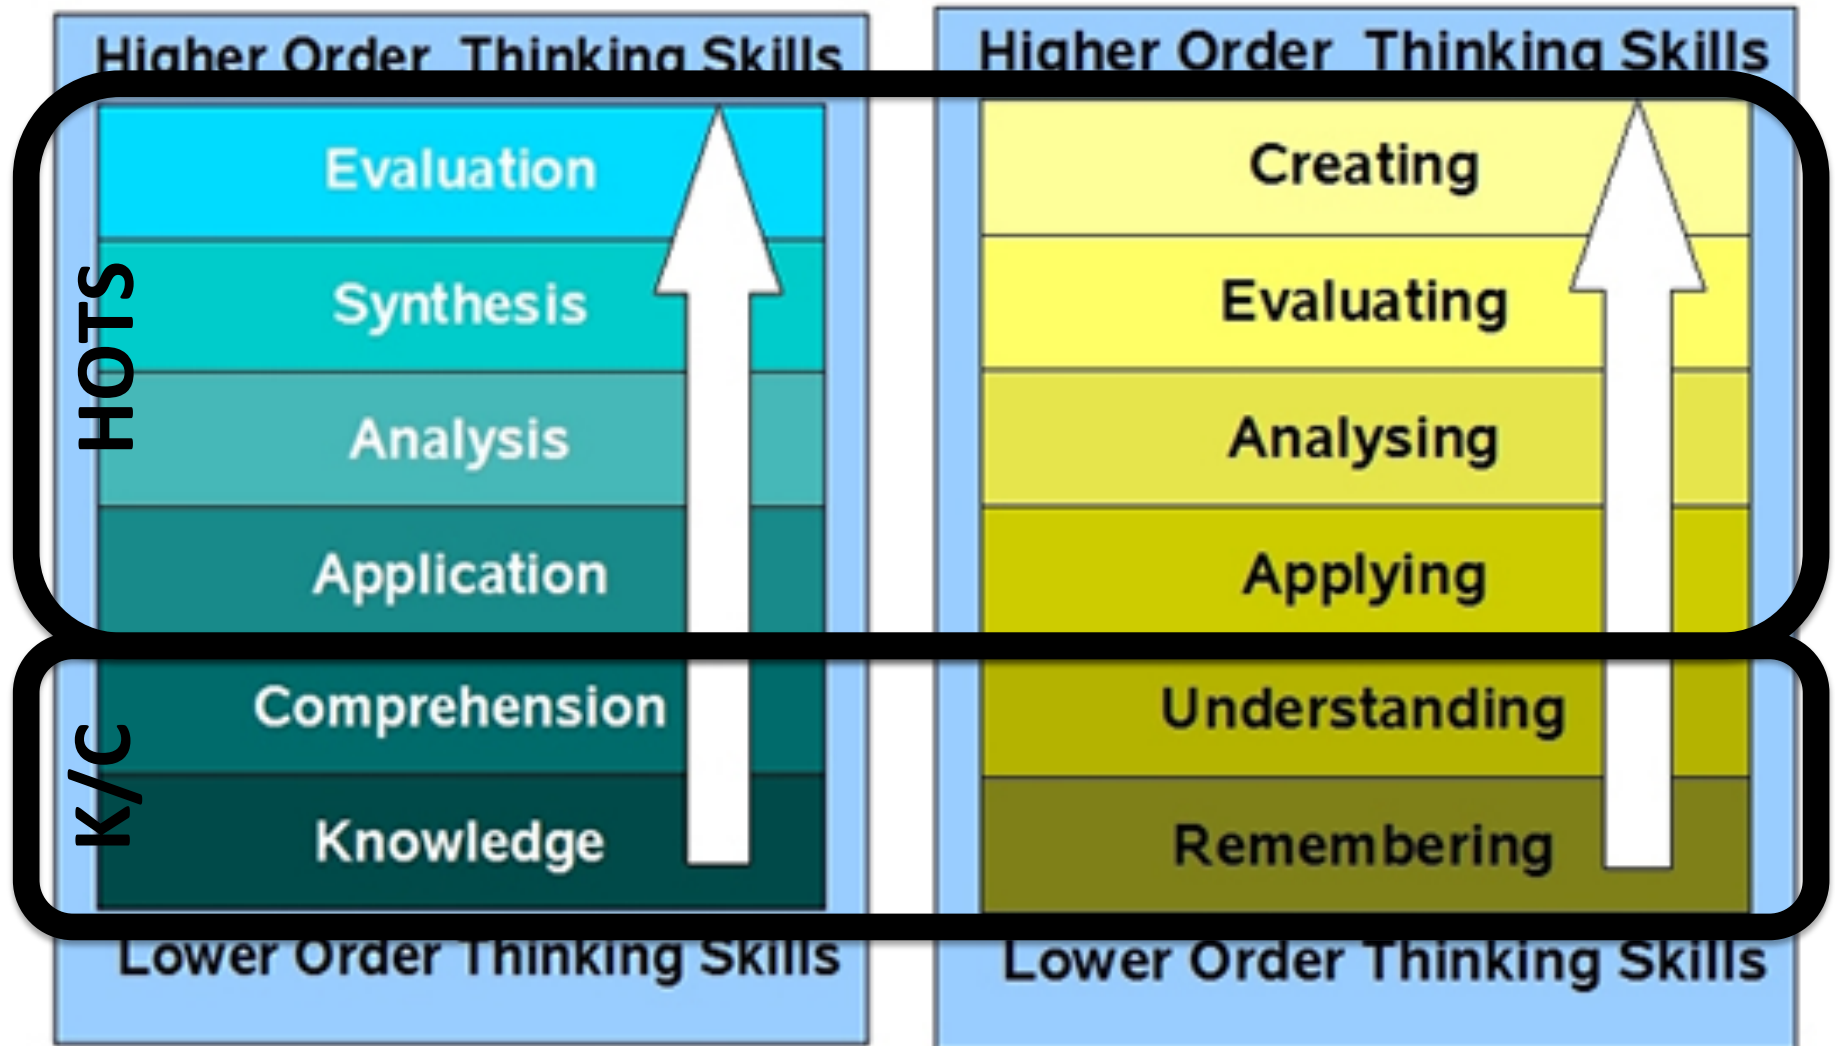 Higher Order Thinking Skills
Evaluation
Synthesis
Analysis
Application
Comprehension
Knowledge
Lower Order Thinking Skills
Higher Order Thinking Skills
Creating
Evaluating
Analysing
Applying
Understanding
Remembering
Lower Order Thinking Skills
HOTS
K/C